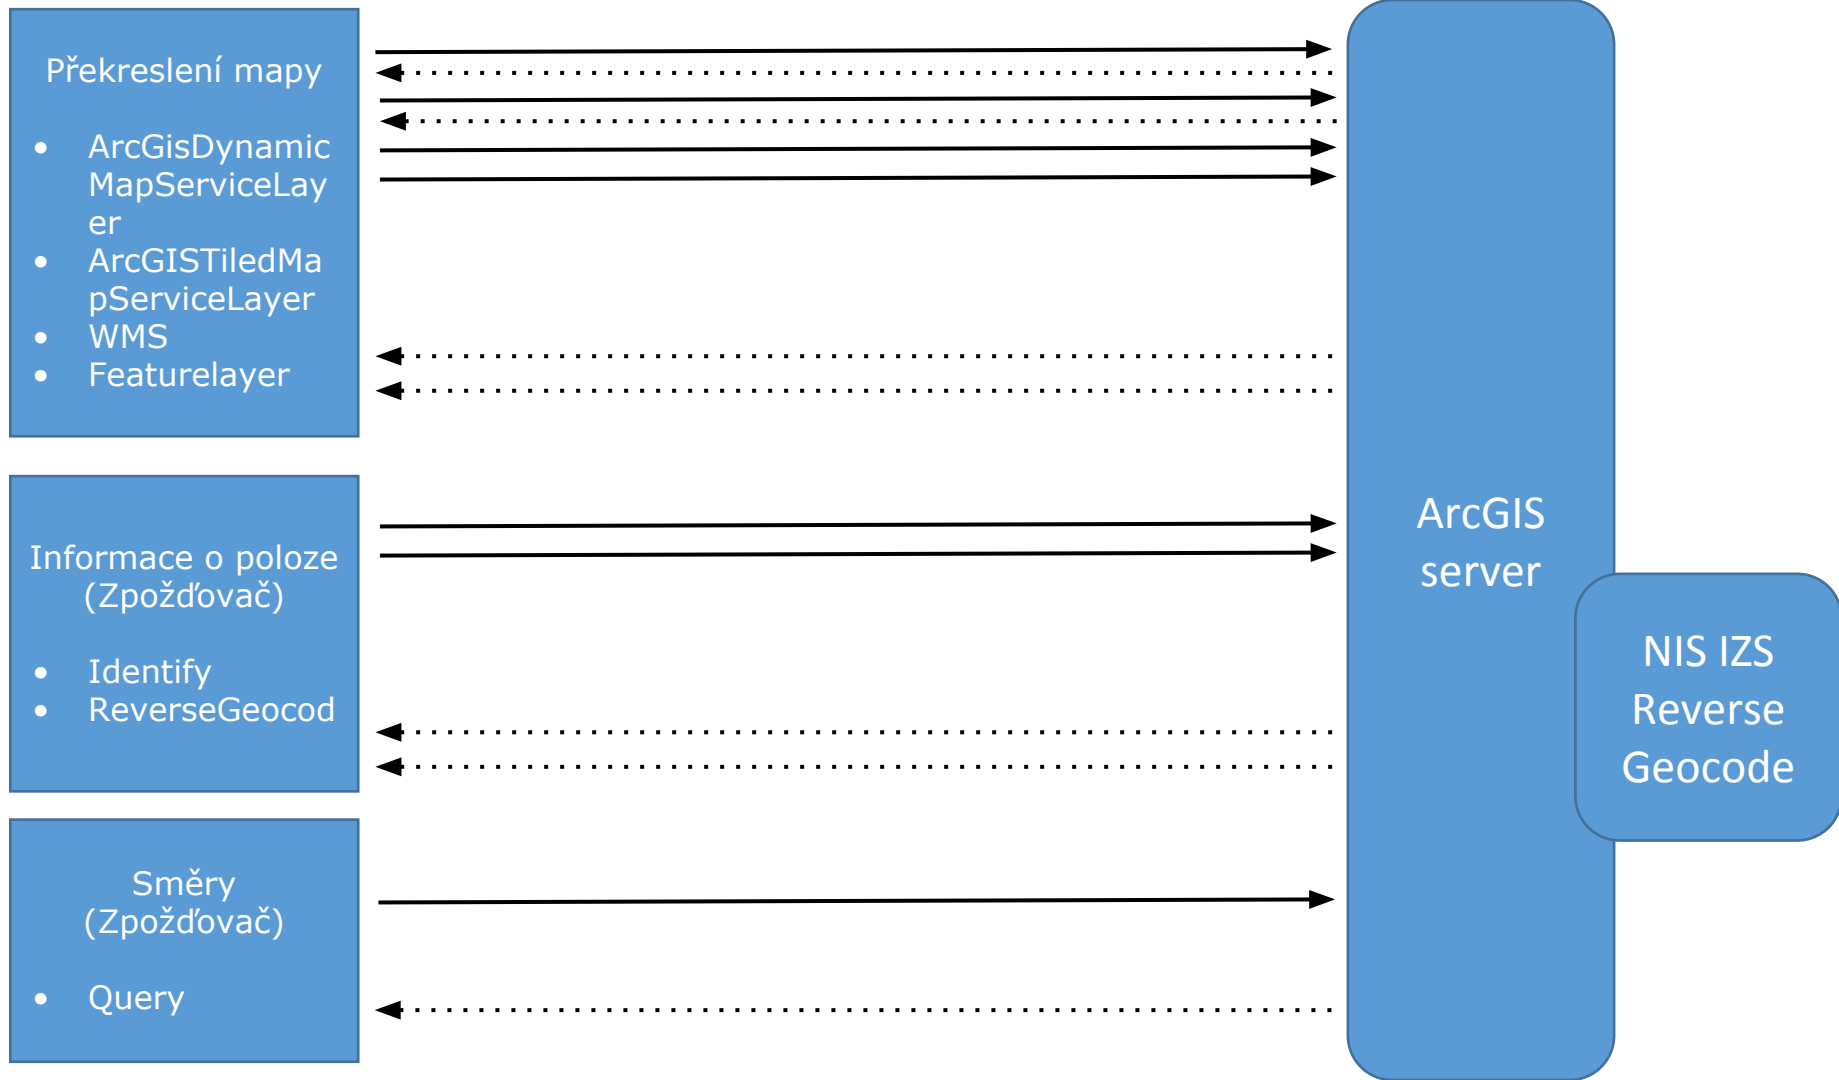 Překreslení mapy
• ArcGisDynamic
MapServiceLay
er
• ArcGISTiledMa
pServiceLayer
• WMS
• Featurelayer
Informace o poloze
(Zpožďovač)
• Identify
• ReverseGeocod
Směry
(Zpožďovač)
• Query
ArcGIS
server
NIS IZS
Reverse
Geocode